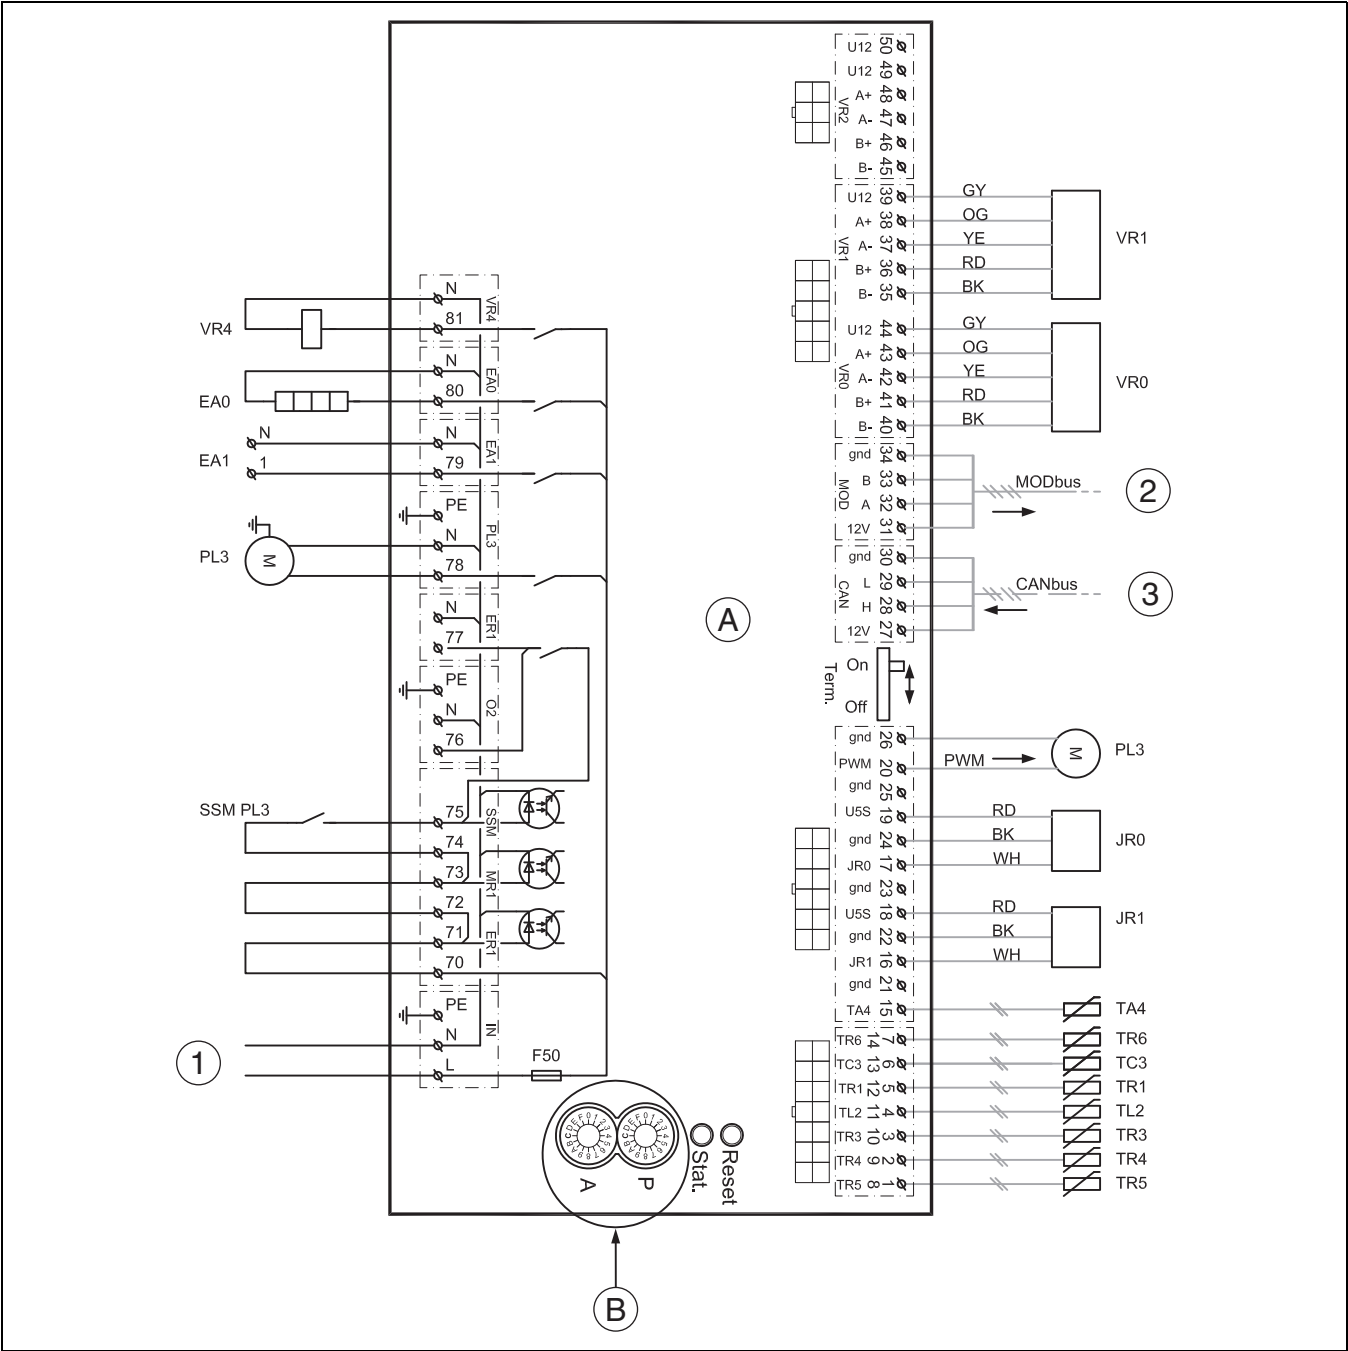 VR4
EA0
N
EA1 1
PL3
M
SSM PL3
1
N
81
VR4
N
80
EA0
N
79
EA1
PE
N
78
PL3
N
77
ER1
PE
N
76
O2
75
SSM
74
73
MR1
72
71
ER1
70
PE
N
IN
L
F50
A
A P
Stat.
Reset
B
VR2
U12 50
U12 49
A+ 48
A- 47
B+ 46
B- 45
VR1
U12 39 GY
A+ 38 OG
A- 37 YE
B+ 36 RD
B- 35 BK
VR1
VR0
U12 44 GY
A+ 43 OG
A- 42 YE
B+ 41 RD
B- 40 BK
VR0
MOD
gnd 34
B 33
A 32
12V 31
MODbus
2
CAN
gnd 30
L 29
H 28
12V 27
CANbus
3
Term.
On
Off
gnd 26
PWM 20 PWM
M
PL3
gnd 25
U5S 19 RD
gnd 24 BK
JR0 17 WH
JR0
gnd 23
U5S 18 RD
gnd 22 BK
JR1 16 WH
JR1
gnd 21
TA4 15 TA4
TR6 14 7 TR6
TC3 13 6 TC3
TR1 12 5 TR1
TL2 11 4 TL2
TR3 10 3 TR3
TR4 9 2 TR4
TR5 8 1 TR5